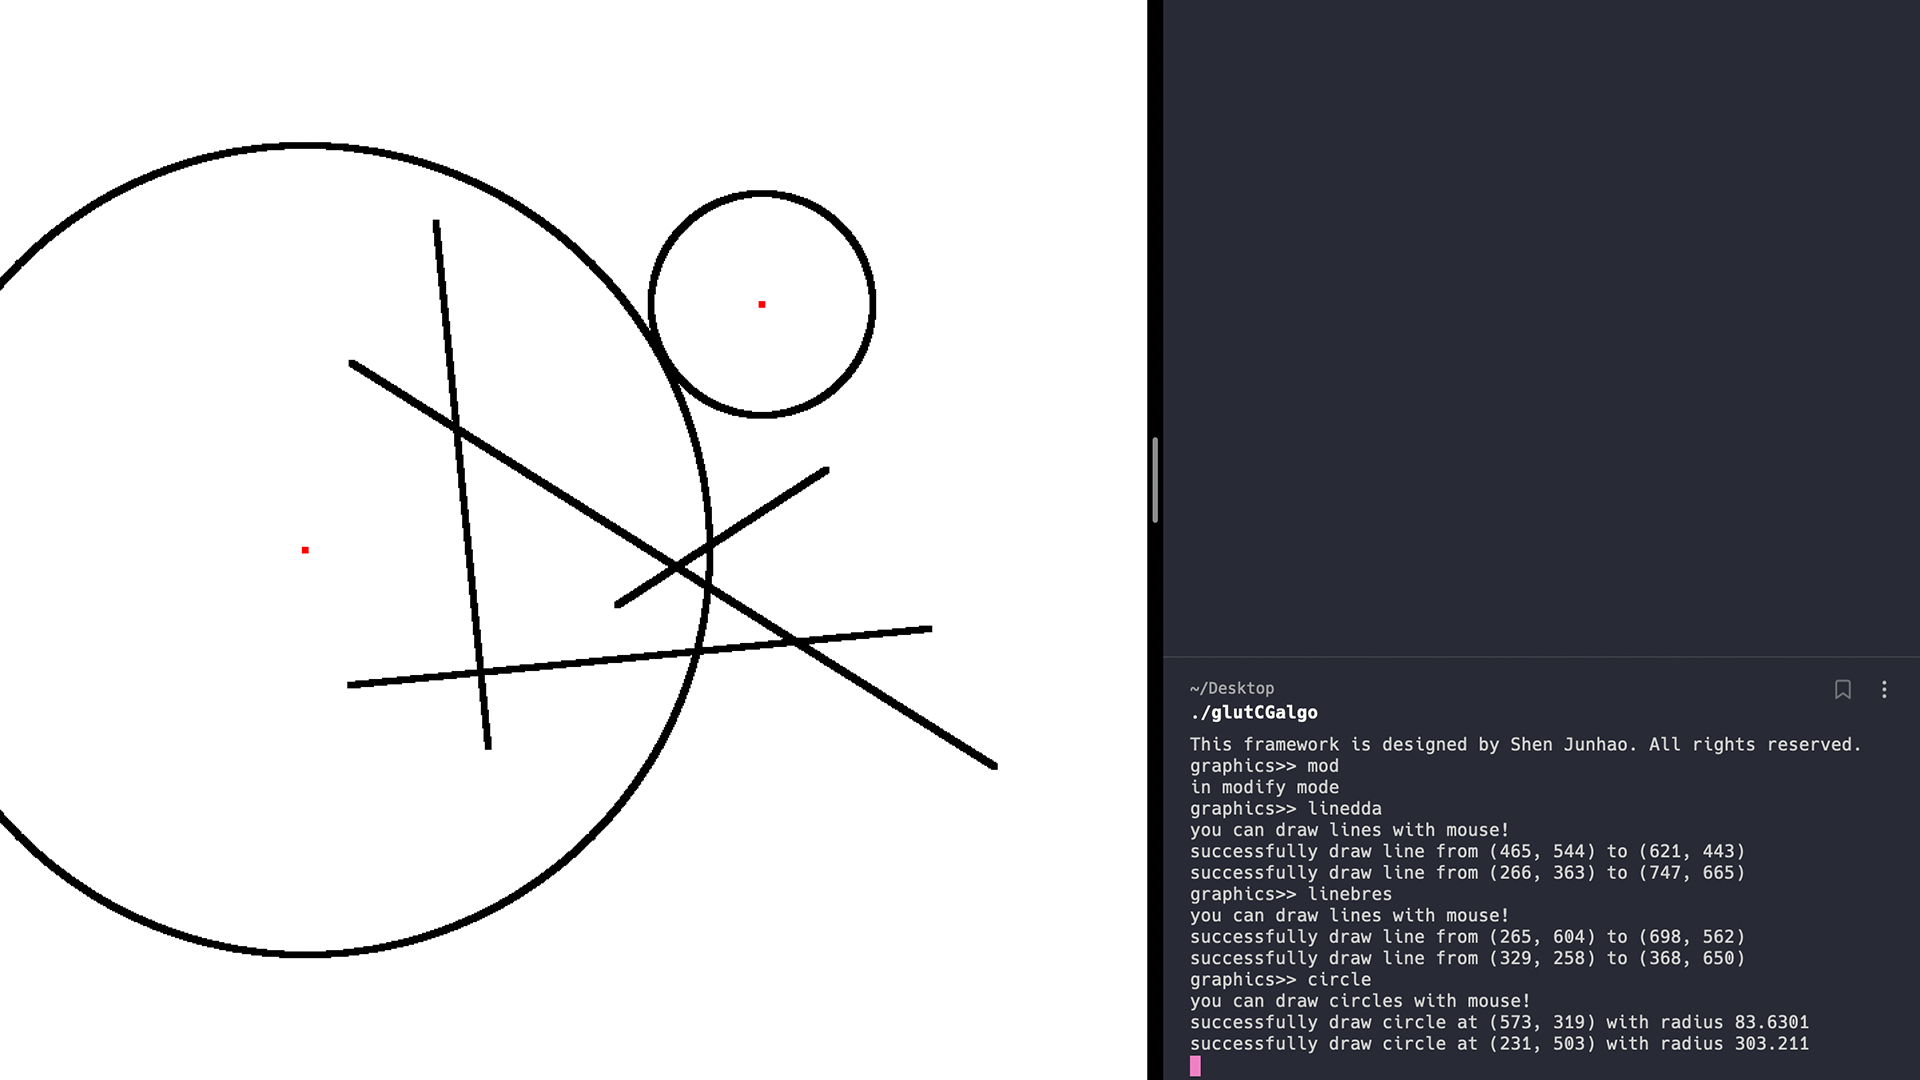 ~/Desktop
./glutCGalgo
This framework is designed by Shen Junhao. All rights reserved.
graphics>> mod
in modify mode
graphics>> linedda
you can draw lines with mouse!
successfully draw line from (465, 544) to (621, 443)
successfully draw line from (266, 363) to (747, 665)
graphics>> linebres
you can draw lines with mouse!
successfully draw line from (265, 604) to (698, 562)
successfully draw line from (329, 258) to (368, 650)
graphics>> circle
you can draw circles with mouse!
successfully draw circle at (573, 319) with radius 83.6301
successfully draw circle at (231, 503) with radius 303.211